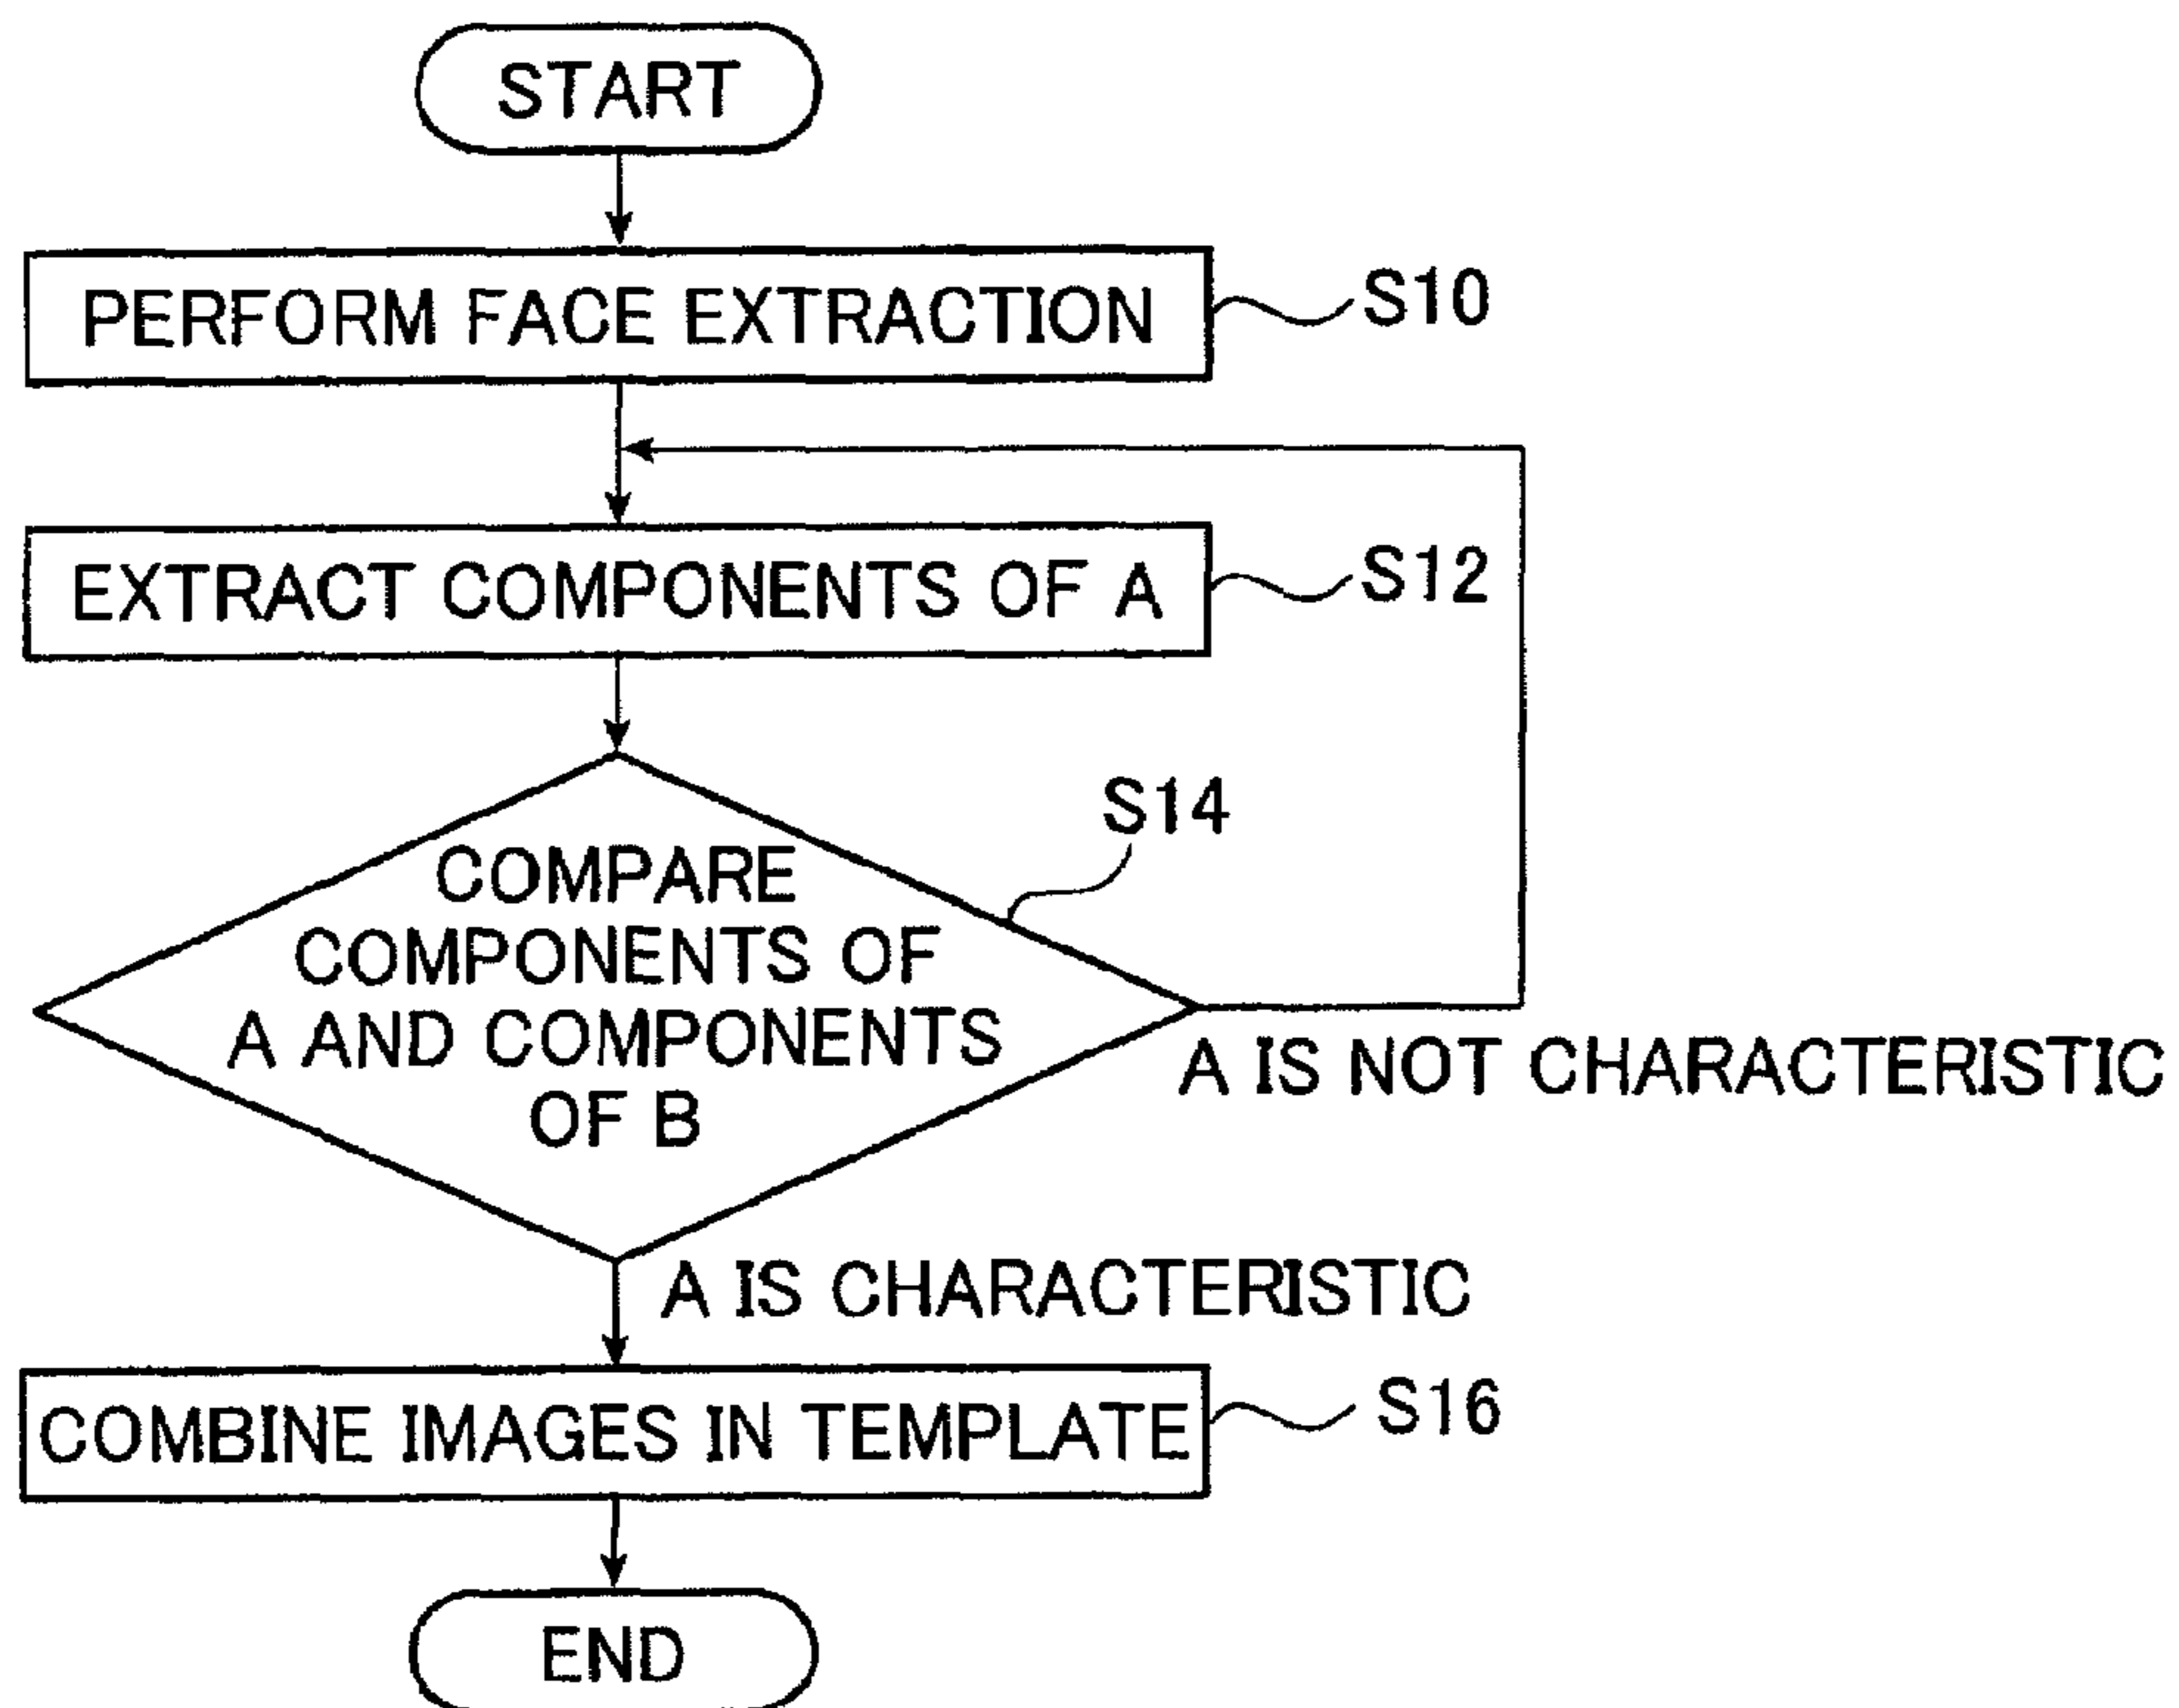 START
PERFORM FACE EXTRACTION
S10
EXTRACT COMPONENTS OF A
S12
S14
COMPARE
COMPONENTS OF
A AND COMPONENTS
OF B
A IS NOT CHARACTERISTIC
A IS CHARACTERISTIC
COMBINE IMAGES IN TEMPLATE
S16
END